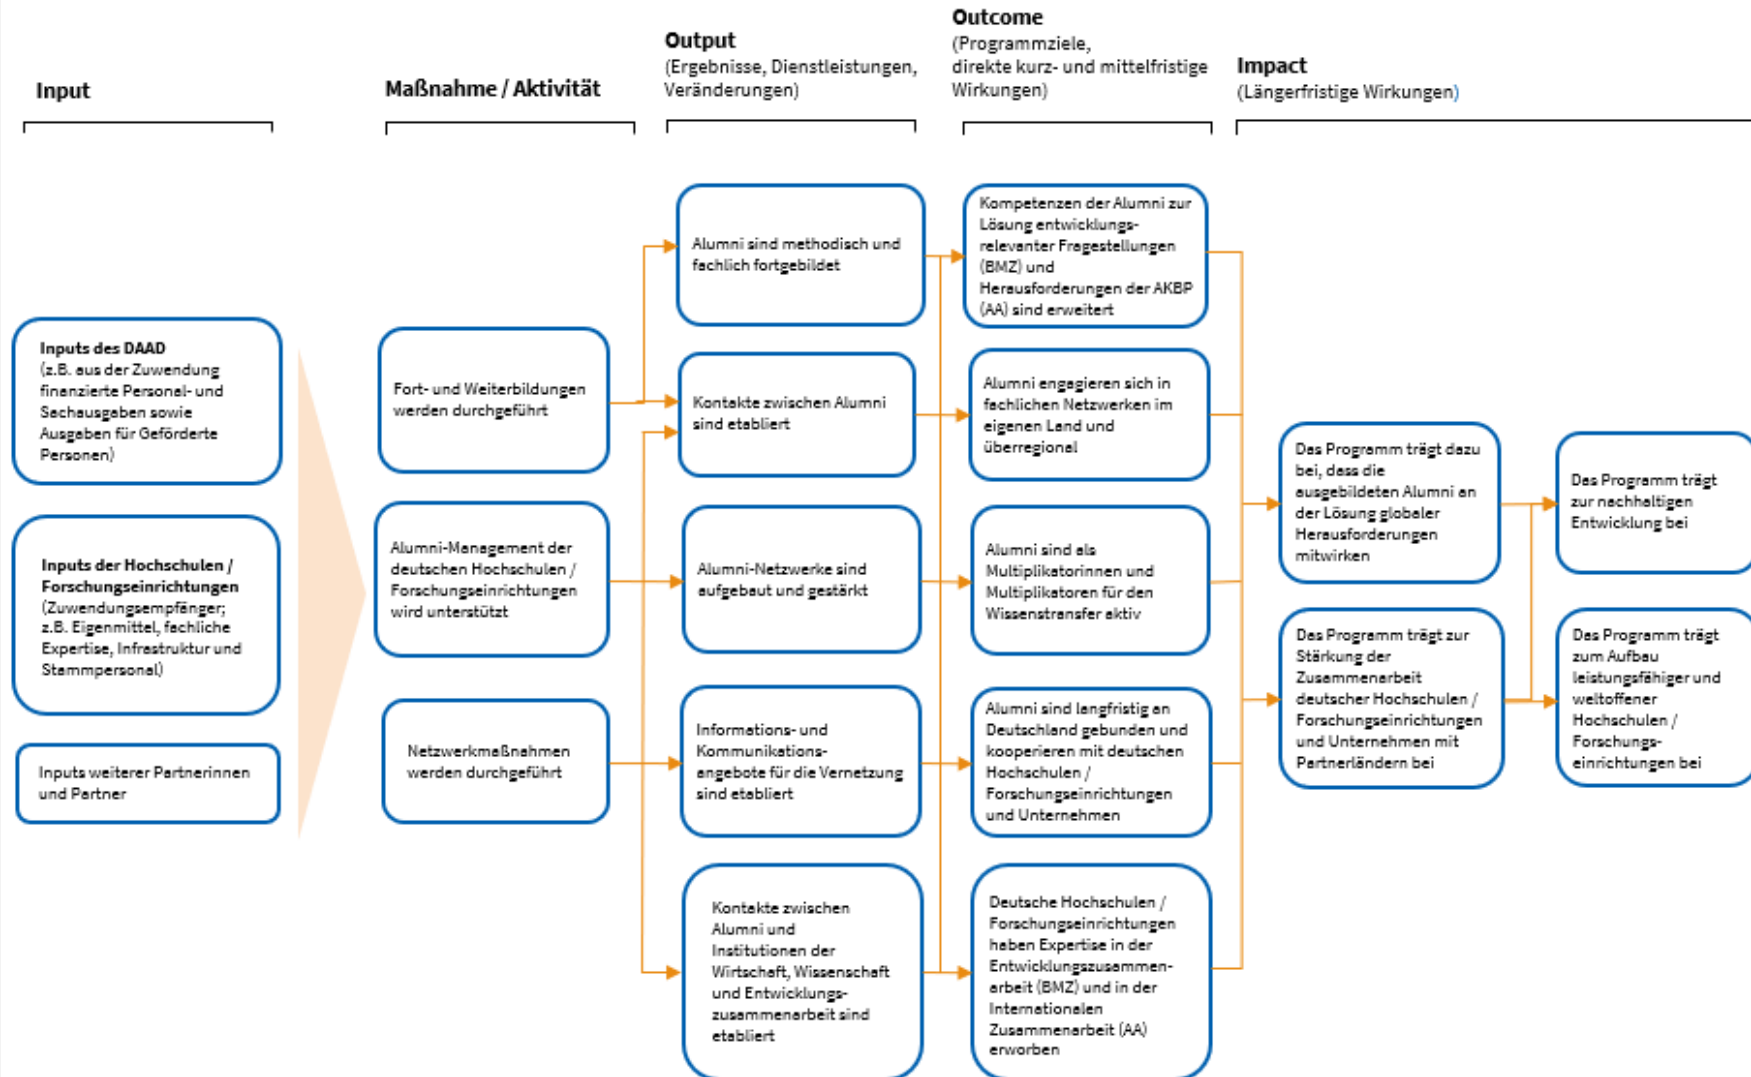 Input
Maßnahme / Aktivität
Output
(Ergebnisse, Dienstleistungen,
Veränderungen)
Outcome
(Programmziele,
direkte kurz- und mittelfristige
Wirkungen)
Impact
(Längerfristige Wirkungen)
Inputs des DAAD
(z.B. aus der Zuwendung
finanzierte Personal- und
Sachausgaben sowie
Ausgaben für Geförderte
Personen)
Inputs der Hochschulen /
Forschungseinrichtungen
(Zuwendungsempfänger;
z.B. Eigenmittel, fachliche
Expertise, Infrastruktur und
Stammpersonal)
Inputs weiterer Partnerinnen
und Partner
Fort- und Weiterbildungen
werden durchgeführt
Alumni-Management der
deutschen Hochschulen /
Forschungseinrichtungen
wird unterstützt
Netzwerkmaßnahmen
werden durchgeführt
Alumni sind methodisch und
fachlich fortgebildet
Kontakte zwischen Alumni
sind etabliert
Alumni-Netzwerke sind
aufgebaut und gestärkt
Informations- und
Kommunikations-
angebote für die Vernetzung
sind etabliert
Kontakte zwischen
Alumni und
Institutionen der
Wirtschaft, Wissenschaft
und Entwicklungs-
zusammenarbeit sind
etabliert
Kompetenzen der Alumni zur
Lösung entwicklungs-
relevanter Fragestellungen
(BMZ) und
Herausforderungen der AKBP
(AA) sind erweitert
Alumni engagieren sich in
fachlichen Netzwerken im
eigenen Land und
überregional
Alumni sind als
Multiplikatorinnen und
Multiplikatoren für den
Wissenstransfer aktiv
Alumni sind langfristig an
Deutschland gebunden und
kooperieren mit deutschen
Hochschulen /
Forschungseinrichtungen
und Unternehmen
Deutsche Hochschulen /
Forschungseinrichtungen
haben Expertise in der
Entwicklungszusammen-
arbeit (BMZ) und in der
Internationalen
Zusammenarbeit (AA)
erworben
Das Programm trägt dazu
bei, dass die
ausgebildeten Alumni an
der Lösung globaler
Herausforderungen
mitwirken
Das Programm trägt zur
Stärkung der
Zusammenarbeit
deutscher Hochschulen /
Forschungseinrichtungen
und Unternehmen mit
Partnerländern bei
Das Programm trägt
zur nachhaltigen
Entwicklung bei
Das Programm trägt
zum Aufbau
leistungsfähiger und
weltoffener
Hochschulen /
Forschungs-
einrichtungen bei